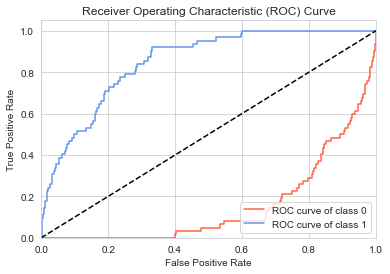 Receiver Operating Characteristic (ROC) Curve
1.0
0.8
0.6
0.4
0.2
0.0
True Positive Rate
ROC curve of class 0
ROC curve of class 1
0.0 0.2 0.4 0.6 0.8 1.0
False Positive Rate